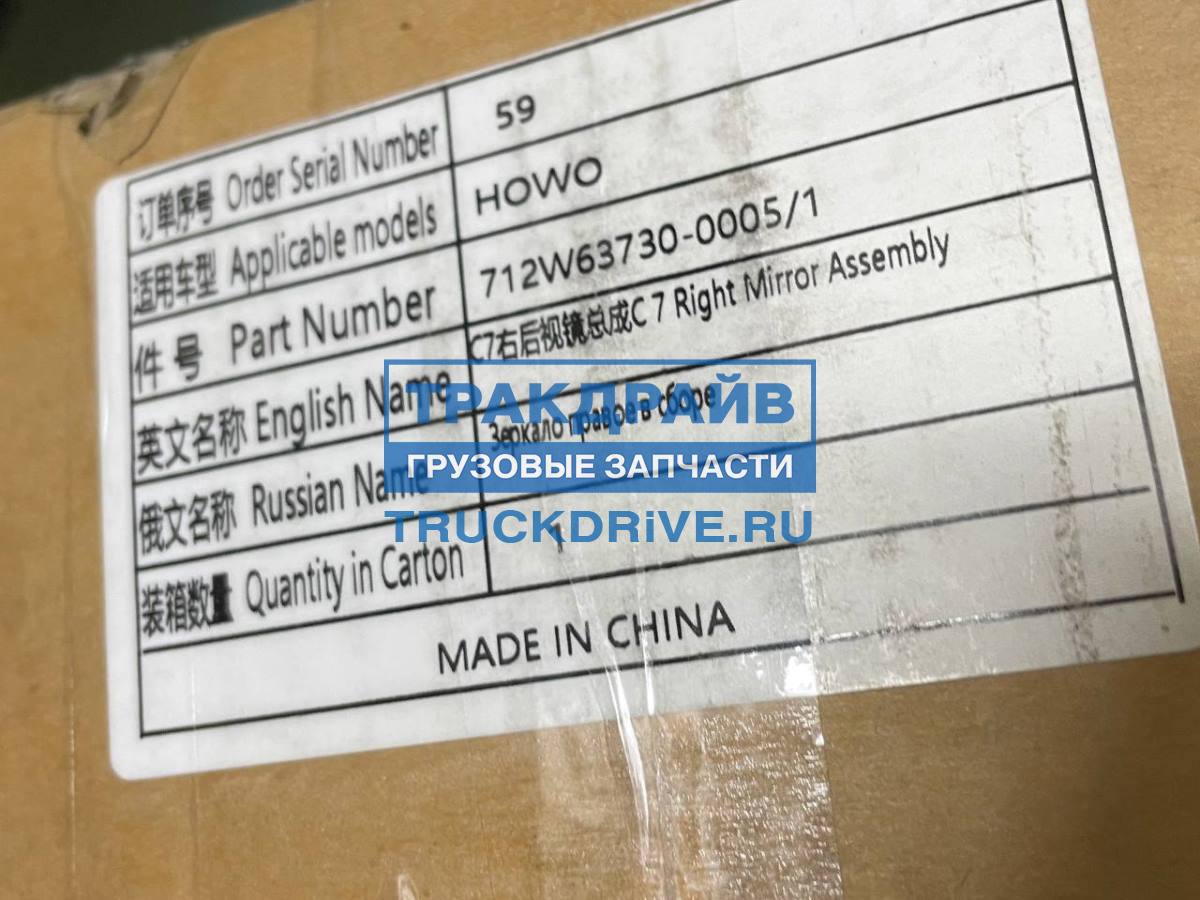 订单序号 Order Serial Number 59
适用车型 Applicable models HOWO
件 号 Part Number 712W63730-0005/1
英文名称 English Name C7右后视镜总成C 7 Right Mirror Assembly
俄文名称 Russian Name Зеркало правое в сборе
装箱数量 Quantity in Carton 1
MADE IN CHINA
ТРАКДРАЙВ
ГРУЗОВЫЕ ЗАПЧАСТИ
TRUCKDRiVE.RU